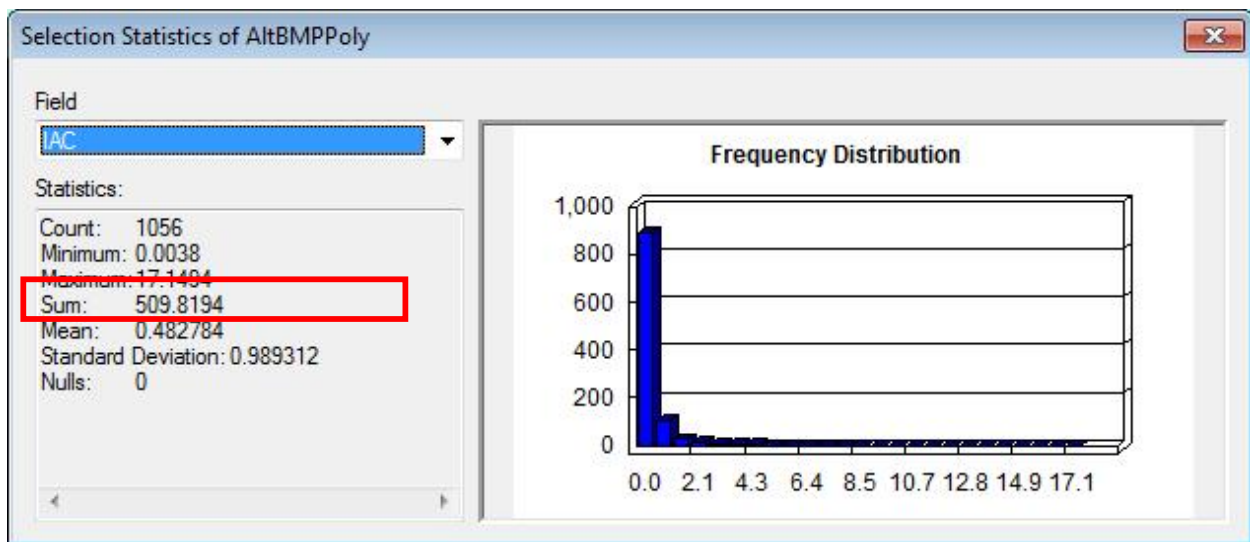 Selection Statistics of AltBMPPoly
Field
IAC
Statistics:
Count: 1056
Minimum: 0.0038
Maximum: 17.1494
Sum: 509.8194
Mean: 0.482784
Standard Deviation: 0.989312
Nulls: 0
Frequency Distribution
1,000
800
600
400
200
0
0.0 2.1 4.3 6.4 8.5 10.7 12.8 14.9 17.1